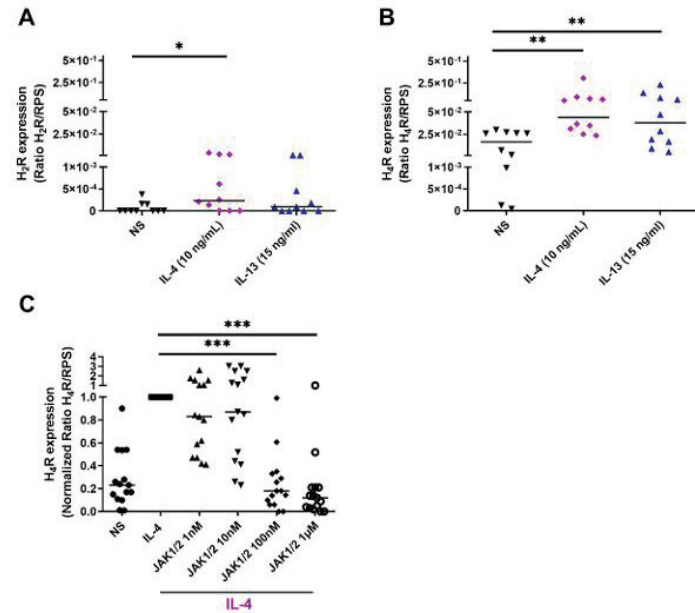 A
*
H₂R expression
(Ratio H₂R/RPS)
5×10⁻¹
2.5×10⁻¹
5×10⁻²
2.5×10⁻²
1×10⁻³
5×10⁻⁴
0
NS
IL-4 (10 ng/mL)
IL-13 (15 ng/ml)
B
**
**
H₄R expression
(Ratio H₄R/RPS)
5×10⁻¹
2.5×10⁻¹
5×10⁻²
2.5×10⁻²
1×10⁻³
5×10⁻⁴
0
NS
IL-4 (10 ng/mL)
IL-13 (15 ng/ml)
C
***
***
H₄R expression
(Normalized Ratio H₄R/RPS)
4
3
2
1
1.0
0.8
0.6
0.4
0.2
0.0
NS
IL-4
JAK1/2 1nM
JAK1/2 10nM
JAK1/2 100nM
JAK1/2 1µM
IL-4